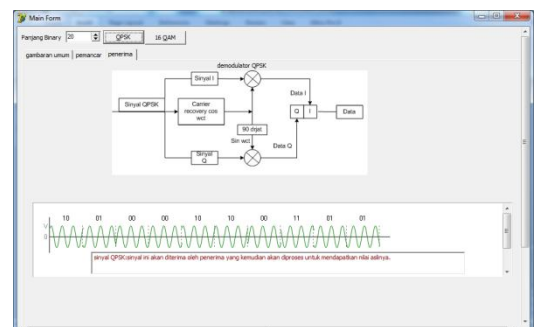 Main Form
Panjang Binary 20 QPSK 16 QAM
gambaran umum pemancar penerima
demodulator QPSK
Sinyal I
Data I
Sinyal QPSK
Carrier
recovery cos
wct
Q I
Data
90 drjat
Sin wct
Data Q
Sinyal
Q
10 01 00 00 10 10 00 11 01 01
V
0
sinyal QPSK:sinyal ini akan diterima oleh penerima yang kemudian akan diproses untuk mendapatkan nilai aslinya.